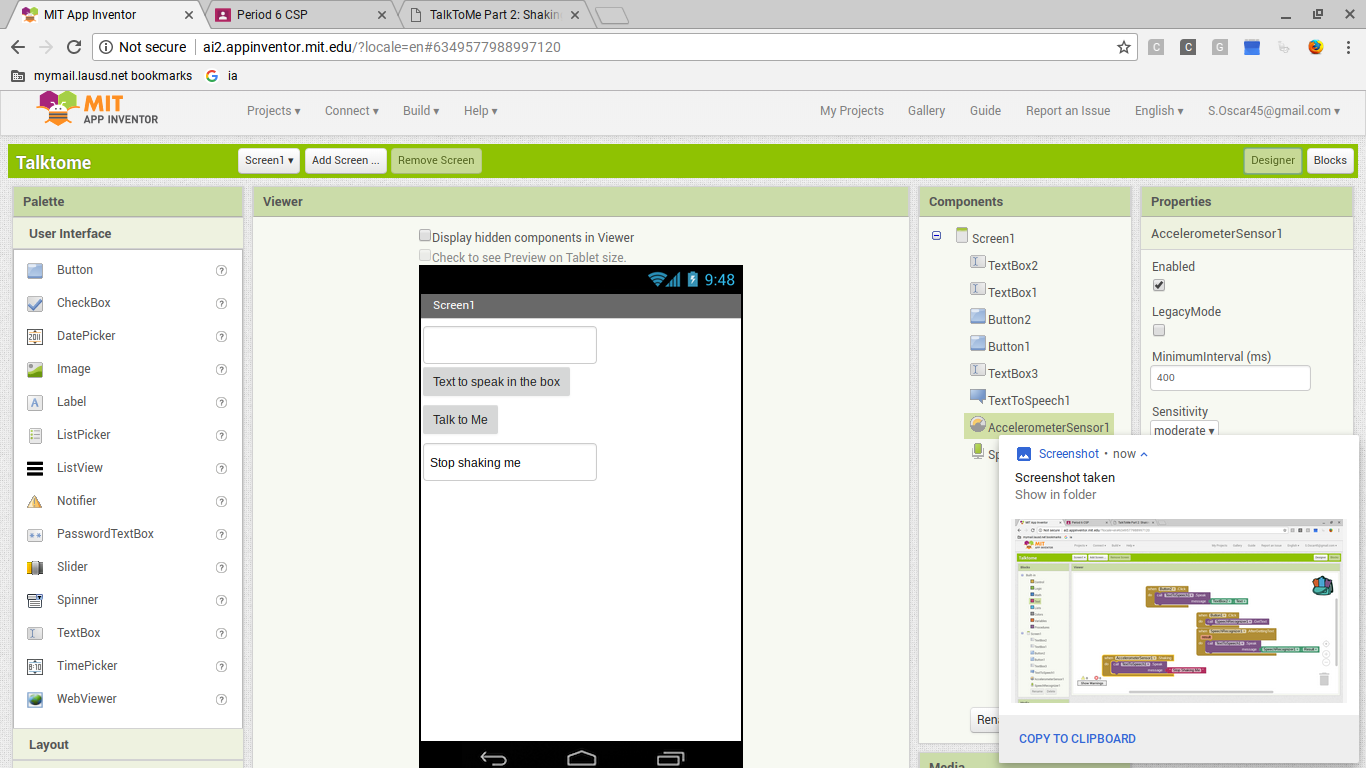 MIT App Inventor
Period 6 CSP
TalkToMe Part 2: Shakin
Not secure ai2.appinventor.mit.edu/?locale=en#6349577988997120
C C G
mymail.lausd.net bookmarks G ia
MIT
APP INVENTOR
Projects ▾ Connect ▾ Build ▾ Help ▾ My Projects Gallery Guide Report an Issue English ▾ S.Oscar45@gmail.com ▾
Talktome Screen1 ▾ Add Screen ... Remove Screen Designer Blocks
Palette
User Interface
Button ?
CheckBox ?
2011 DatePicker ?
Image ?
A Label ?
ListPicker ?
ListView ?
Notifier ?
PasswordTextBox ?
Slider ?
Spinner ?
TextBox ?
8:10 TimePicker ?
WebViewer ?
Layout
Viewer
Display hidden components in Viewer
Check to see Preview on Tablet size.
9:48
Screen1
Text to speak in the box
Talk to Me
Stop shaking me
Components
Screen1
TextBox2
TextBox1
Button2
Button1
TextBox3
TextToSpeech1
AccelerometerSensor1
Sp
Rena
Media
Properties
AccelerometerSensor1
Enabled
LegacyMode
MinimumInterval (ms)
400
Sensitivity
moderate ▾
Screenshot • now
Screenshot taken
Show in folder
COPY TO CLIPBOARD